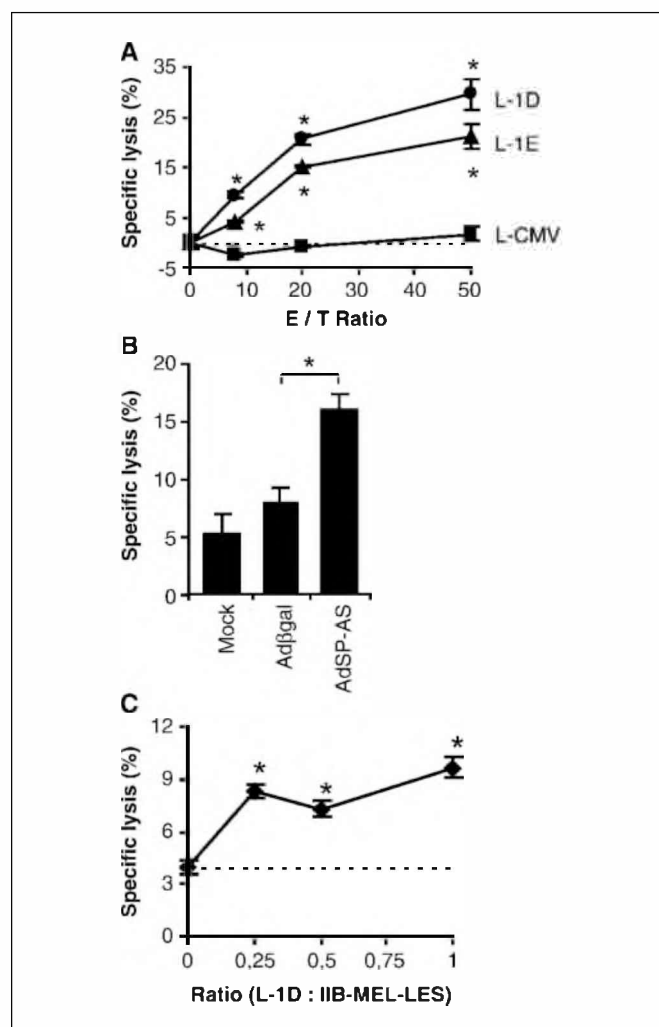 A
Specific lysis (%)
35
25
15
5
-5
*
*
*
*
*
*
L-1D
L-1E
L-CMV
0 10 20 30 40 50
E / T Ratio
B
Specific lysis (%)
20
15
10
5
0
*
Mock
Adβgal
AdSP-AS
C
Specific lysis (%)
12
9
6
3
0
*
*
*
0 0,25 0,5 0,75 1
Ratio (L-1D : IIB-MEL-LES)